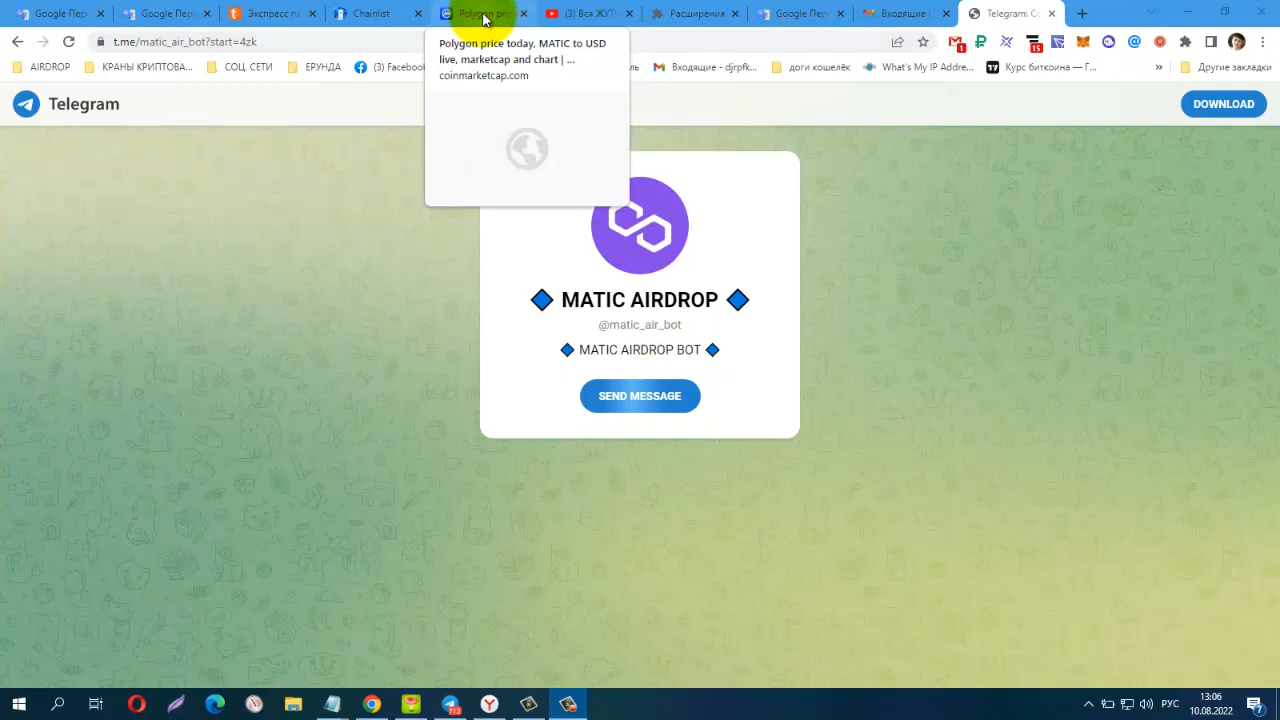 Google Пер
Google Пер
Экспресс пл
Chainlist
Polygon pri
(3) Вся ЖУТ
Расширения
Google Пер
Входящие
Telegram: Co
t.me/matic_air_bot?start=4zk
1
15
AIRDROP
КРАНЫ КРИПТОВА...
СОЦ. СЕТИ
ЕРУНДА
(3) Facebook
Входящие – djrpfk...
доги кошелёк
What's My IP Addre...
Курс биткоина — Г...
»
Другие закладки
Polygon price today, MATIC to USD
live, marketcap and chart | ...
coinmarketcap.com
Telegram
DOWNLOAD
MATIC AIRDROP
@matic_air_bot
MATIC AIRDROP BOT
SEND MESSAGE
РУС
13:06
10.08.2022